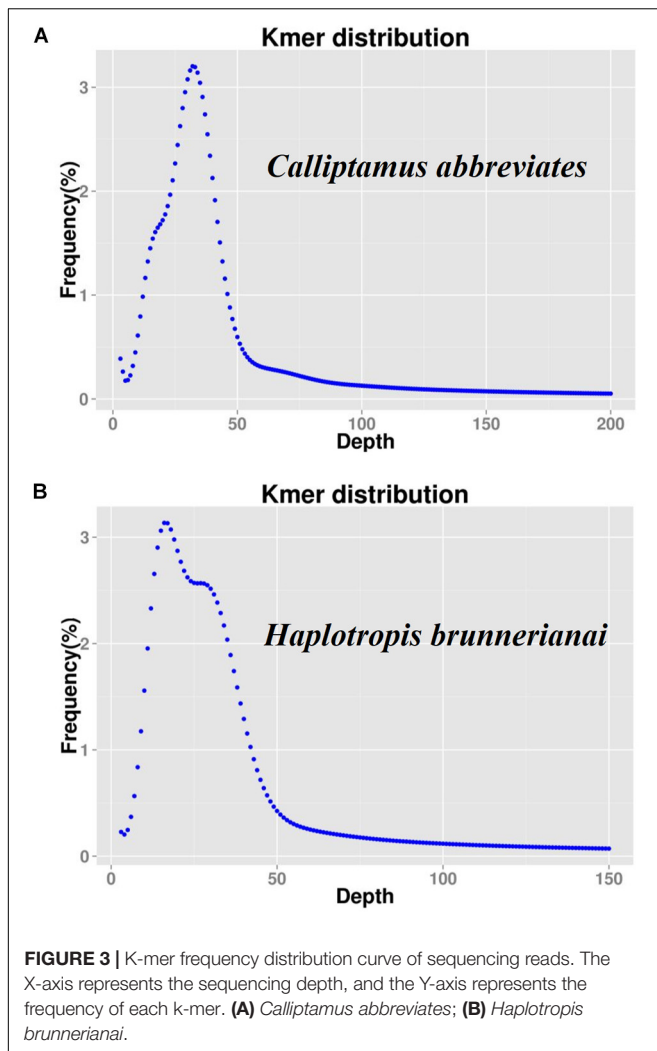 A
Kmer distribution
Frequency(%)
3
2
1
0
Calliptamus abbreviates
0
50
100
150
200
Depth
B
Kmer distribution
Frequency(%)
3
2
1
0
Haplotropis brunnerianai
0
50
100
150
Depth
FIGURE 3 | K-mer frequency distribution curve of sequencing reads. The
X-axis represents the sequencing depth, and the Y-axis represents the
frequency of each k-mer. (A) Calliptamus abbreviates; (B) Haplotropis
brunnerianai.